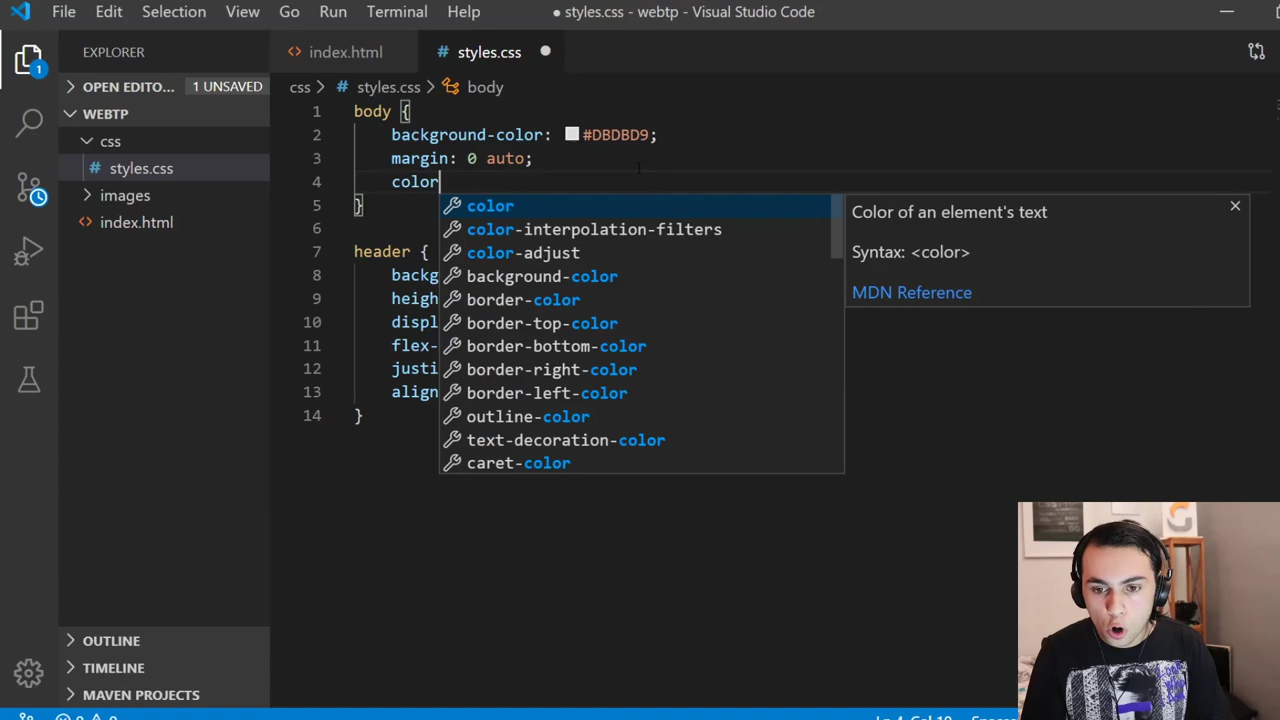 File Edit Selection View Go Run Terminal Help ● styles.css - webtp - Visual Studio Code
EXPLORER
OPEN EDITO... 1 UNSAVED
WEBTP
css
# styles.css
images
<> index.html
OUTLINE
TIMELINE
MAVEN PROJECTS
1
<> index.html # styles.css ●
css > # styles.css > body
1 body {
2 background-color: #DBDBD9;
3 margin: 0 auto;
4 color
5 }
6
7 header {
8 backg
9 heigh
10 displ
11 flex-
12 justi
13 align
14 }
color
color-interpolation-filters
color-adjust
background-color
border-color
border-top-color
border-bottom-color
border-right-color
border-left-color
outline-color
text-decoration-color
caret-color
Color of an element's text
Syntax: <color>
MDN Reference